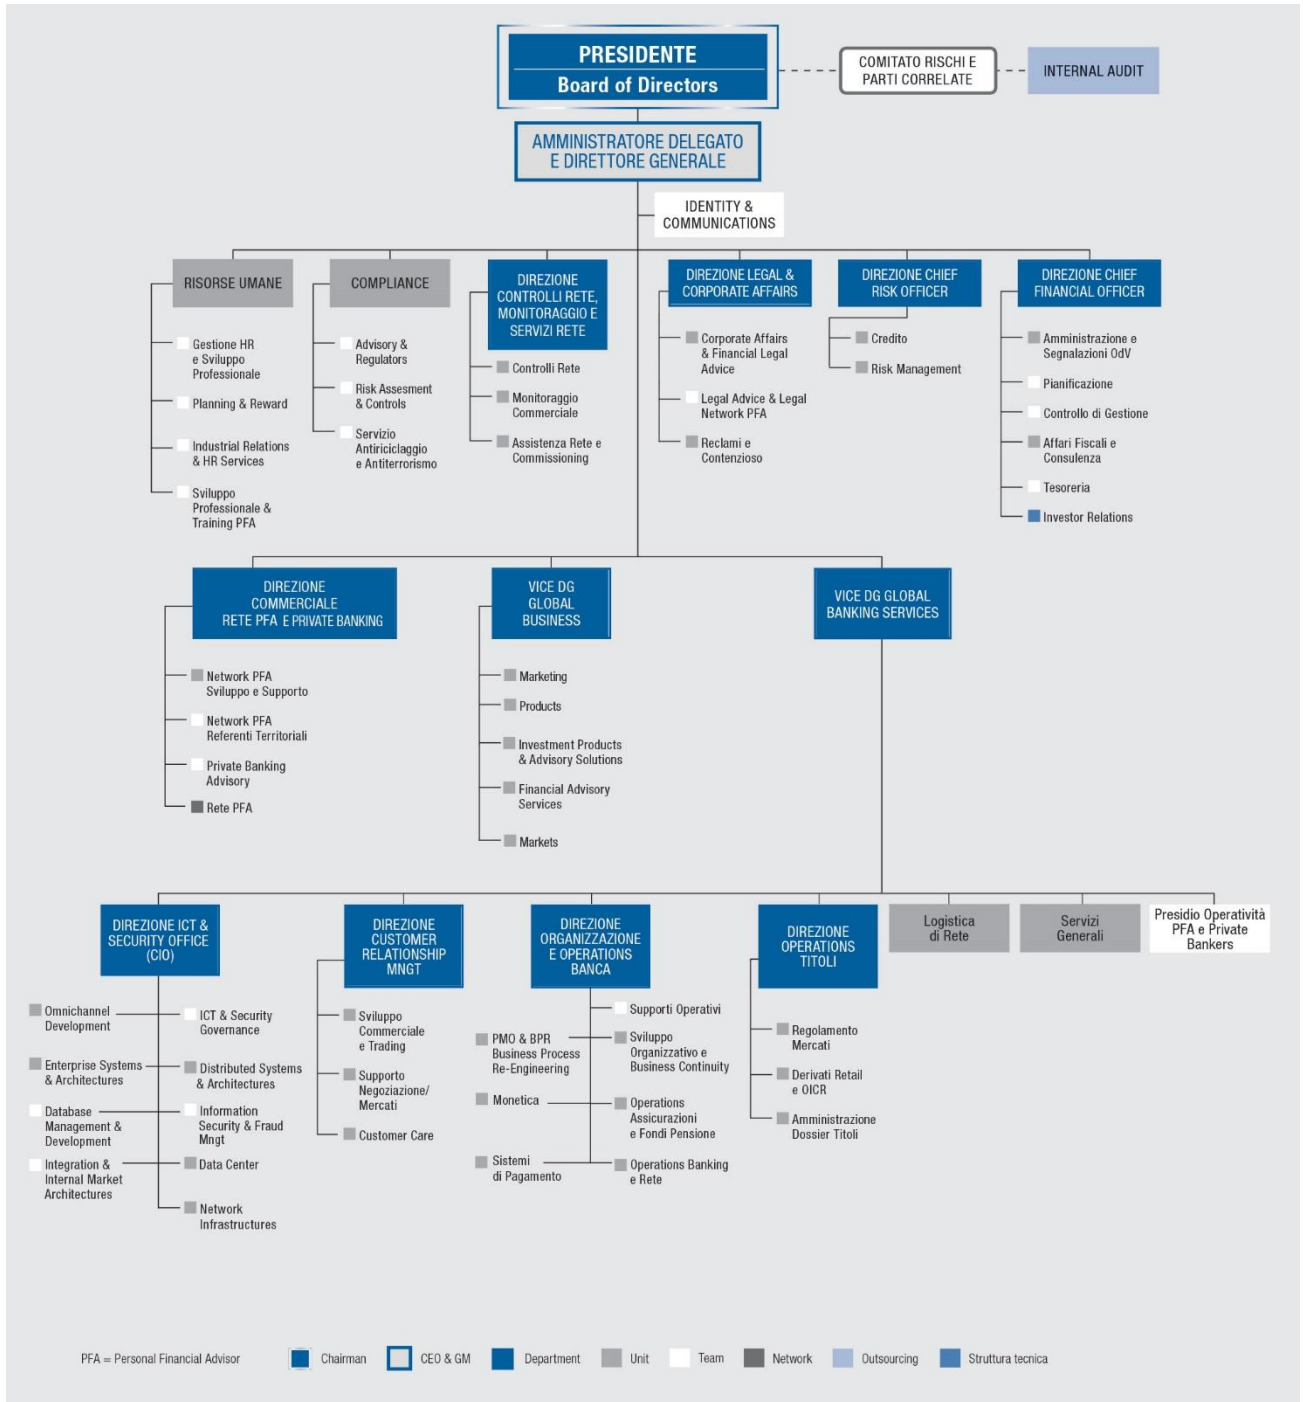 PRESIDENTE
Board of Directors
COMITATO RISCHI E
PARTI CORRELATE
INTERNAL AUDIT
AMMINISTRATORE DELEGATO
E DIRETTORE GENERALE
IDENTITY &
COMMUNICATIONS
RISORSE UMANE
Gestione HR
e Sviluppo
Professionale
Planning & Reward
Industrial Relations
& HR Services
Sviluppo
Professionale &
Training PFA
COMPLIANCE
Advisory &
Regulators
Risk Assesment
& Controls
Servizio
Antiriciclaggio
e Antiterrorismo
DIREZIONE
CONTROLLI RETE,
MONITORAGGIO E
SERVIZI RETE
Controlli Rete
Monitoraggio
Commerciale
Assistenza Rete e
Commissioning
DIREZIONE LEGAL &
CORPORATE AFFAIRS
Corporate Affairs
& Financial Legal
Advice
Legal Advice & Legal
Network PFA
Reclami e
Contenzioso
DIREZIONE CHIEF
RISK OFFICER
Credito
Risk Management
DIREZIONE CHIEF
FINANCIAL OFFICER
Amministrazione e
Segnalazioni OdV
Pianificazione
Controllo di Gestione
Affari Fiscali e
Consulenza
Tesoreria
Investor Relations
DIREZIONE
COMMERCIALE
RETE PFA E PRIVATE BANKING
Network PFA
Sviluppo e Supporto
Network PFA
Referenti Territoriali
Private Banking
Advisory
Rete PFA
VICE DG
GLOBAL
BUSINESS
Marketing
Products
Investment Products
& Advisory Solutions
Financial Advisory
Services
Markets
VICE DG GLOBAL
BANKING SERVICES
DIREZIONE ICT &
SECURITY OFFICE
(CIO)
Omnichannel
Development
ICT & Security
Governance
Enterprise Systems
& Architectures
Distributed Systems
& Architectures
Database
Management &
Development
Information
Security & Fraud
Mngt
Integration &
Internal Market
Architectures
Data Center
Network
Infrastructures
DIREZIONE
CUSTOMER
RELATIONSHIP
MNGT
Sviluppo
Commerciale
e Trading
Supporto
Negoziazione/
Mercati
Customer Care
DIREZIONE
ORGANIZZAZIONE
E OPERATIONS
BANCA
Supporti Operativi
PMO & BPR
Business Process
Re-Engineering
Sviluppo
Organizzativo e
Business Continuity
Monetica
Operations
Assicurazioni
e Fondi Pensione
Sistemi
di Pagamento
Operations Banking
e Rete
DIREZIONE
OPERATIONS
TITOLI
Regolamento
Mercati
Derivati Retail
e OICR
Amministrazione
Dossier Titoli
Logistica
di Rete
Servizi
Generali
Presidio Operatività
PFA e Private
Bankers
PFA = Personal Financial Advisor
Chairman
CEO & GM
Department
Unit
Team
Network
Outsourcing
Struttura tecnica